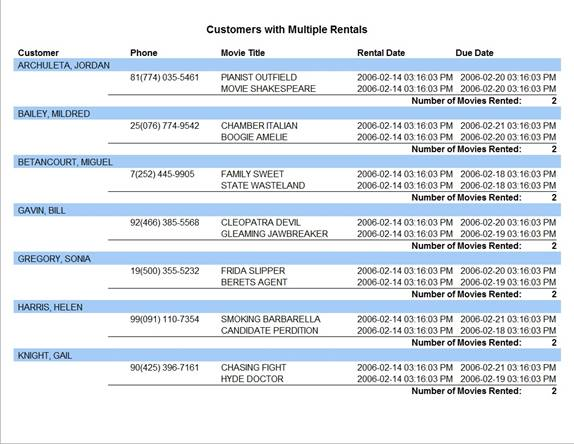 Customers with Multiple Rentals
Customer Phone Movie Title Rental Date Due Date
ARCHULETA, JORDAN
81(774) 035-5461 PIANIST OUTFIELD 2006-02-14 03:16:03 PM 2006-02-20 03:16:03 PM
MOVIE SHAKESPEARE 2006-02-14 03:16:03 PM 2006-02-20 03:16:03 PM
Number of Movies Rented: 2
BAILEY, MILDRED
25(076) 774-9542 CHAMBER ITALIAN 2006-02-14 03:16:03 PM 2006-02-21 03:16:03 PM
BOOGIE AMELIE 2006-02-14 03:16:03 PM 2006-02-20 03:16:03 PM
Number of Movies Rented: 2
BETANCOURT, MIGUEL
7(252) 445-9905 FAMILY SWEET 2006-02-14 03:16:03 PM 2006-02-18 03:16:03 PM
STATE WASTELAND 2006-02-14 03:16:03 PM 2006-02-18 03:16:03 PM
Number of Movies Rented: 2
GAVIN, BILL
92(466) 385-5568 CLEOPATRA DEVIL 2006-02-14 03:16:03 PM 2006-02-20 03:16:03 PM
GLEAMING JAWBREAKER 2006-02-14 03:16:03 PM 2006-02-19 03:16:03 PM
Number of Movies Rented: 2
GREGORY, SONIA
19(500) 355-5232 FRIDA SLIPPER 2006-02-14 03:16:03 PM 2006-02-20 03:16:03 PM
BERETS AGENT 2006-02-14 03:16:03 PM 2006-02-19 03:16:03 PM
Number of Movies Rented: 2
HARRIS, HELEN
99(091) 110-7354 SMOKING BARBARELLA 2006-02-14 03:16:03 PM 2006-02-21 03:16:03 PM
CANDIDATE PERDITION 2006-02-14 03:16:03 PM 2006-02-18 03:16:03 PM
Number of Movies Rented: 2
KNIGHT, GAIL
90(425) 396-7161 CHASING FIGHT 2006-02-14 03:16:03 PM 2006-02-21 03:16:03 PM
HYDE DOCTOR 2006-02-14 03:16:03 PM 2006-02-19 03:16:03 PM
Number of Movies Rented: 2